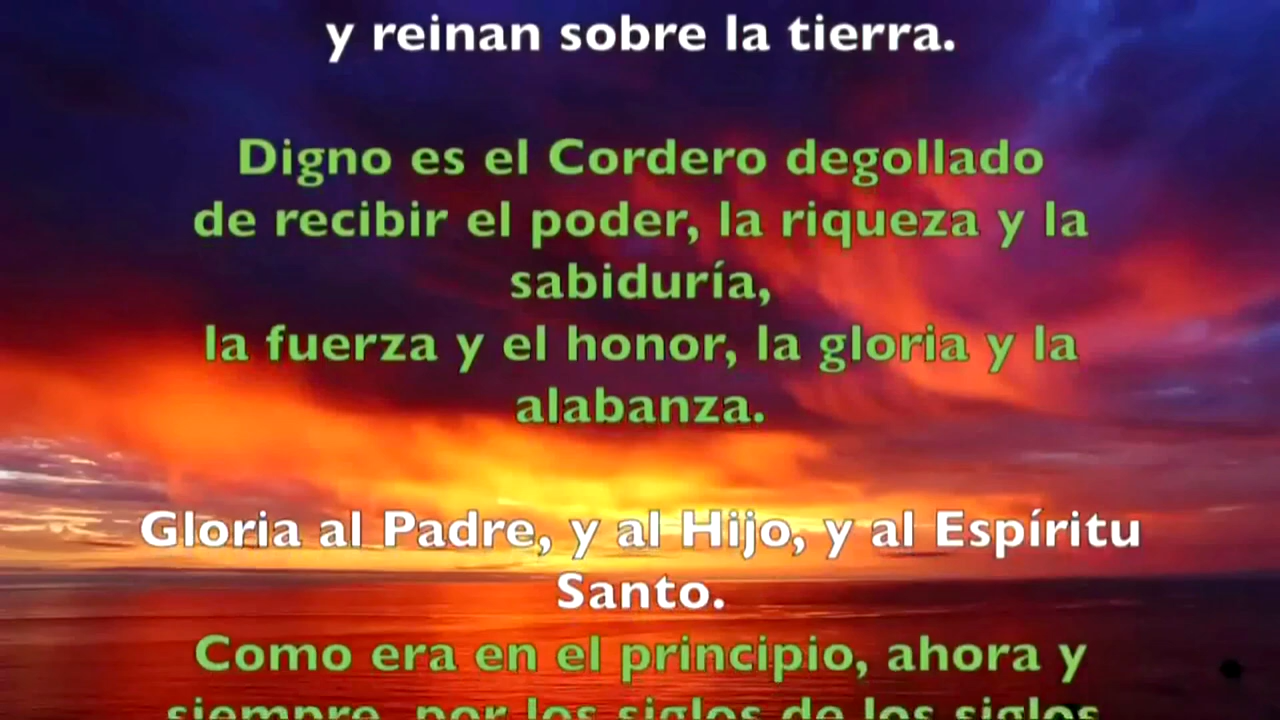 y reinan sobre la tierra.
Digno es el Cordero degollado
de recibir el poder, la riqueza y la
sabiduría,
la fuerza y el honor, la gloria y la
alabanza.
Gloria al Padre, y al Hijo, y al Espíritu
Santo.
Como era en el principio, ahora y
siempre, por los siglos de los siglos